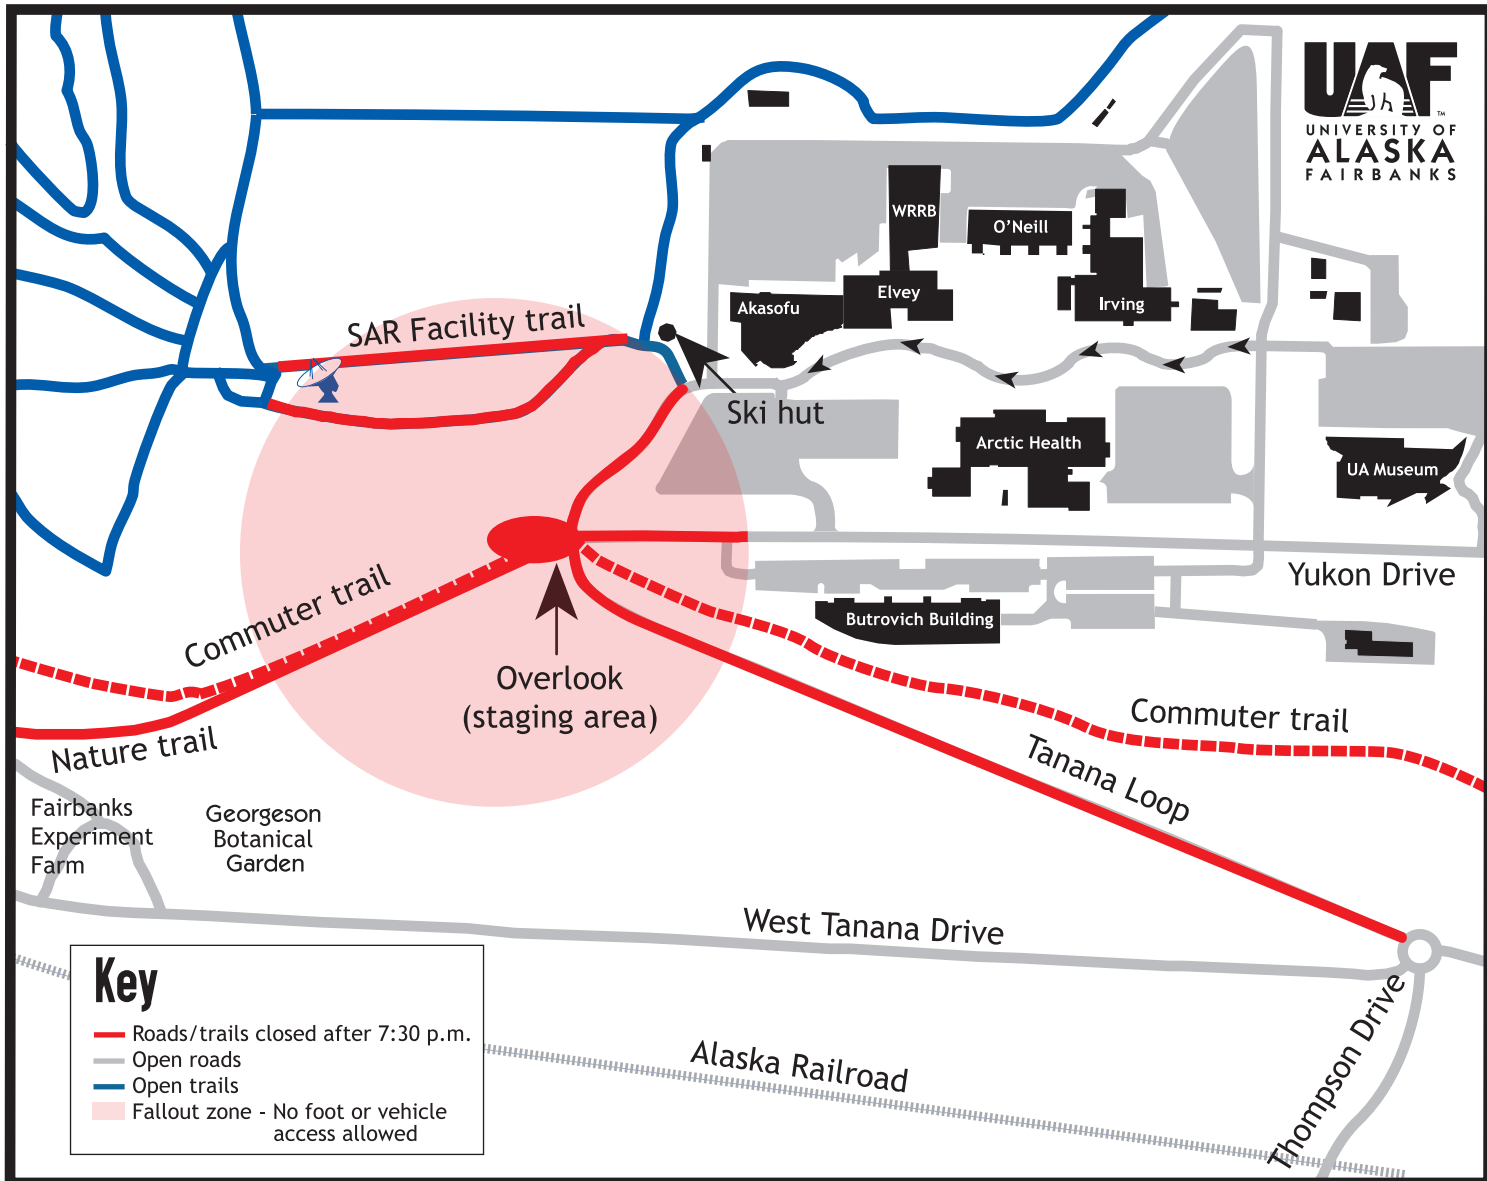 UAF
™
UNIVERSITY OF
ALASKA
FAIRBANKS
WRRB
O'Neill
Elvey
Akasofu
Irving
SAR Facility trail
Ski hut
Arctic Health
UA Museum
Yukon Drive
Butrovich Building
Commuter trail
Overlook
(staging area)
Commuter trail
Nature trail
Tanana Loop
Fairbanks
Experiment
Farm
Georgeson
Botanical
Garden
West Tanana Drive
Thompson Drive
Alaska Railroad
Key
Roads/trails closed after 7:30 p.m.
Open roads
Open trails
Fallout zone - No foot or vehicle
access allowed